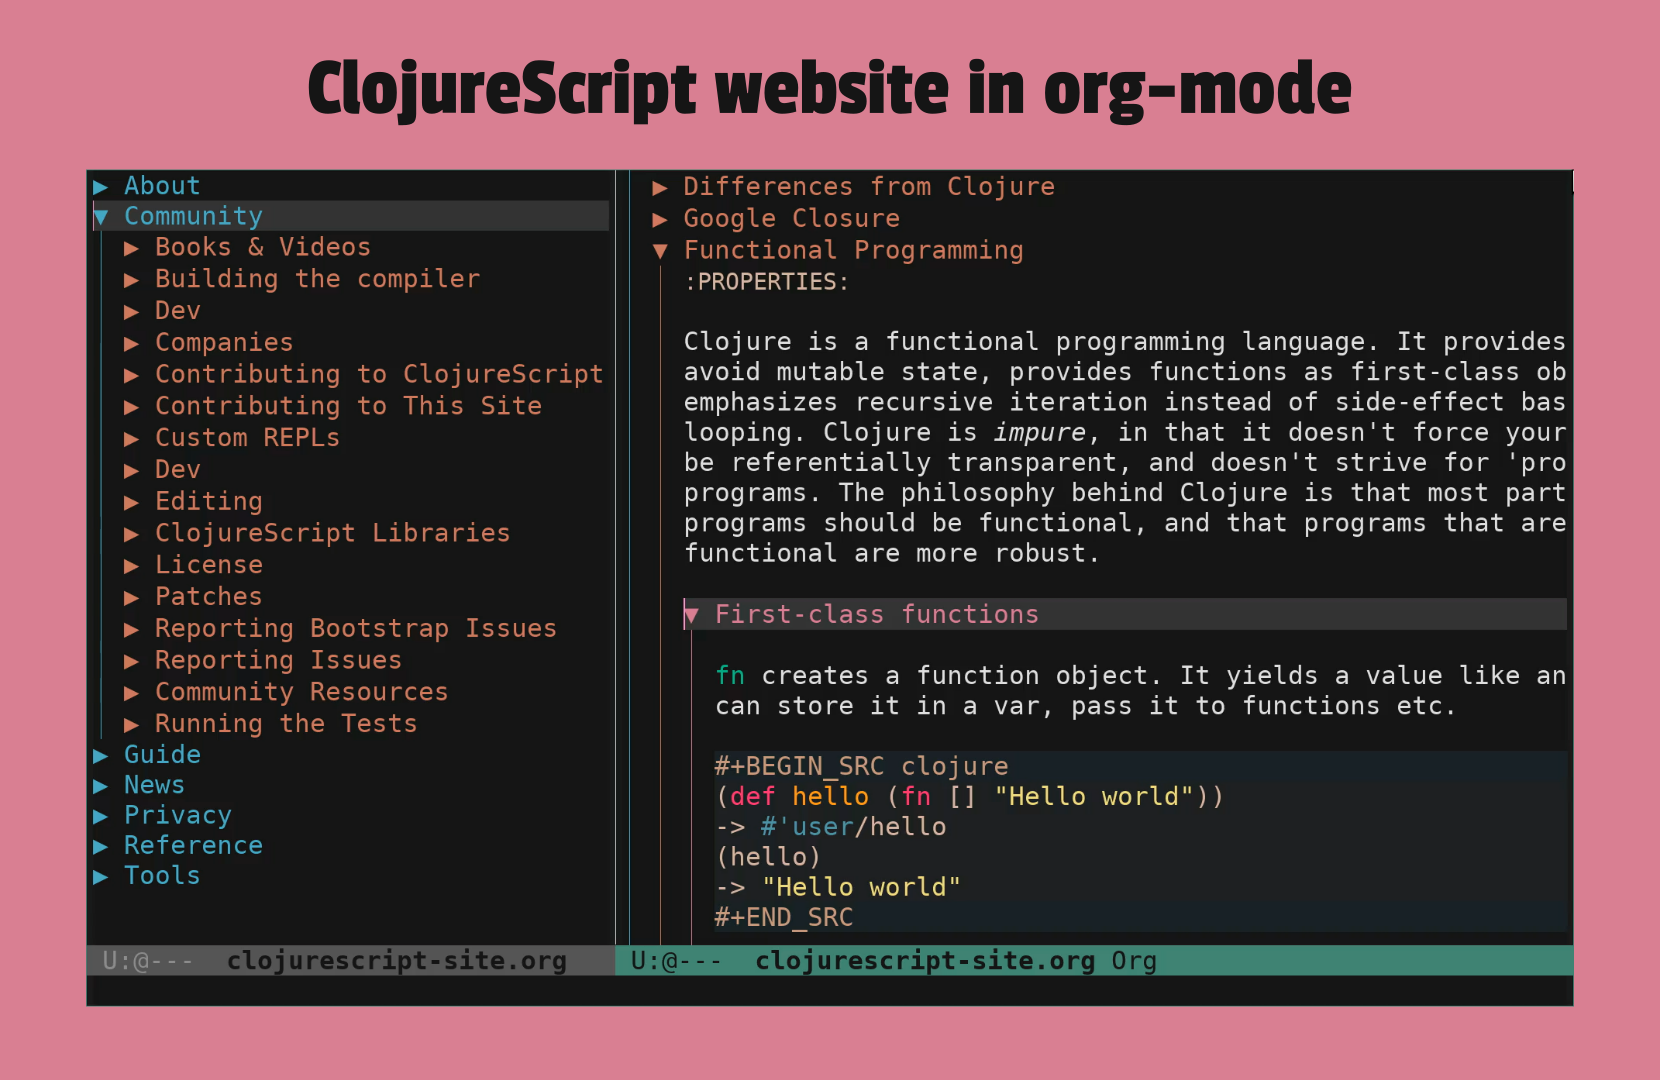 ClojureScript website in org-mode
▶ About
▼ Community
▶ Books & Videos
▶ Building the compiler
▶ Dev
▶ Companies
▶ Contributing to ClojureScript
▶ Contributing to This Site
▶ Custom REPLs
▶ Dev
▶ Editing
▶ ClojureScript Libraries
▶ License
▶ Patches
▶ Reporting Bootstrap Issues
▶ Reporting Issues
▶ Community Resources
▶ Running the Tests
▶ Guide
▶ News
▶ Privacy
▶ Reference
▶ Tools
U:@--- clojurescript-site.org
▶ Differences from Clojure
▶ Google Closure
▼ Functional Programming
:PROPERTIES:
Clojure is a functional programming language. It provides
avoid mutable state, provides functions as first-class ob
emphasizes recursive iteration instead of side-effect bas
looping. Clojure is impure, in that it doesn't force your
be referentially transparent, and doesn't strive for 'pro
programs. The philosophy behind Clojure is that most part
programs should be functional, and that programs that are
functional are more robust.
▼ First-class functions
fn creates a function object. It yields a value like an
can store it in a var, pass it to functions etc.
#+BEGIN_SRC clojure
(def hello (fn [] "Hello world"))
-> #'user/hello
(hello)
-> "Hello world"
#+END_SRC
U:@--- clojurescript-site.org Org